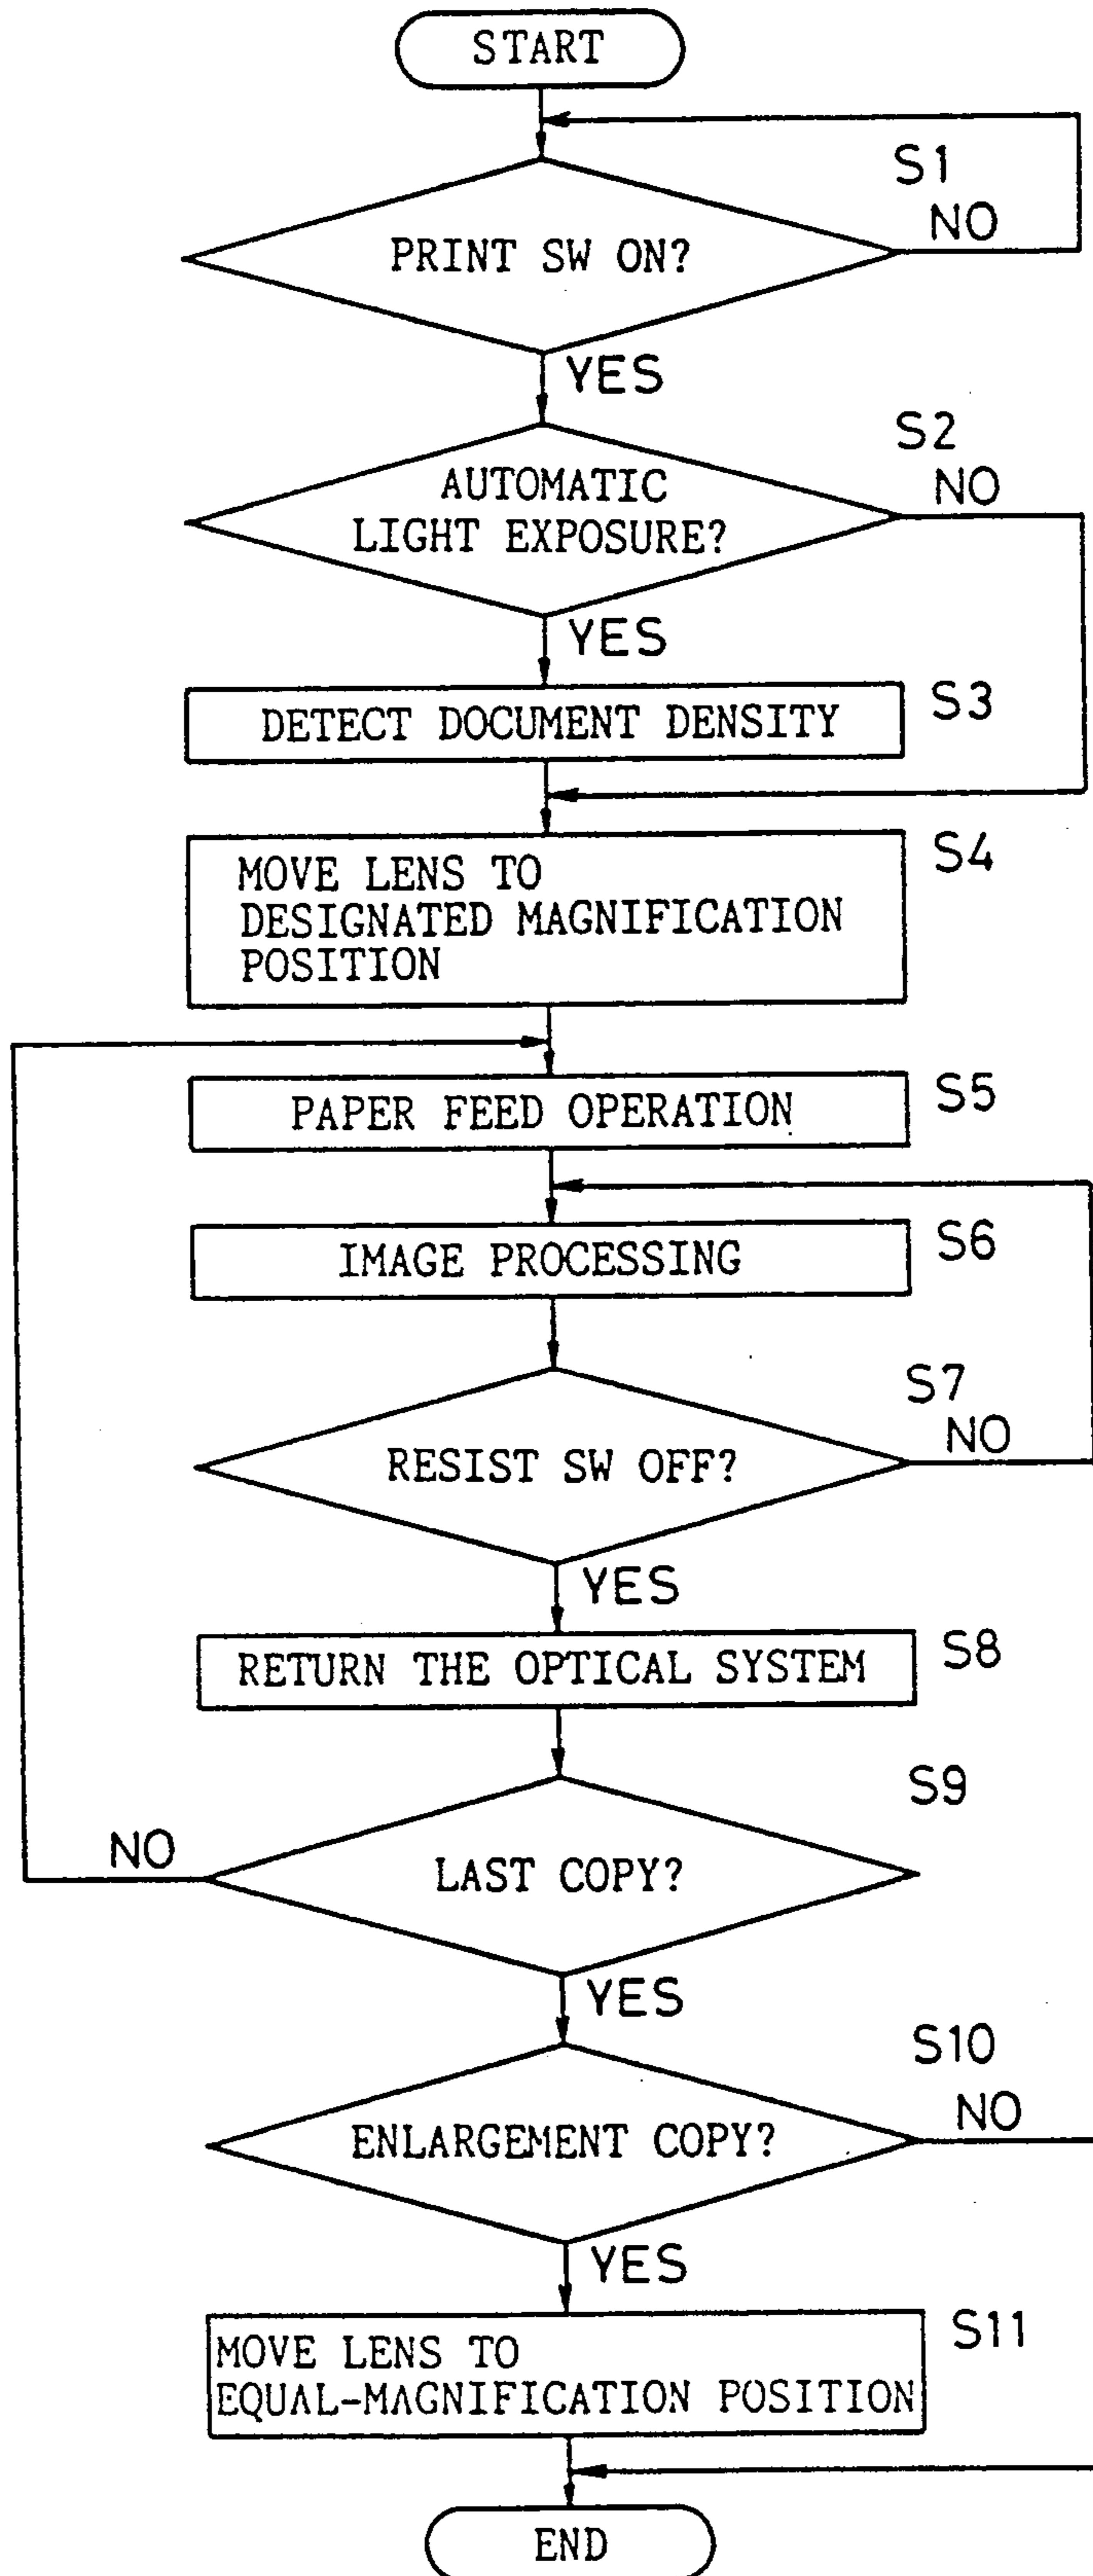 START
S1
NO
PRINT SW ON?
YES
S2
NO
AUTOMATIC
LIGHT EXPOSURE?
YES
S3
DETECT DOCUMENT DENSITY
S4
MOVE LENS TO
DESIGNATED MAGNIFICATION
POSITION
S5
PAPER FEED OPERATION
S6
IMAGE PROCESSING
S7
NO
RESIST SW OFF?
YES
S8
RETURN THE OPTICAL SYSTEM
S9
NO
LAST COPY?
YES
S10
NO
ENLARGEMENT COPY?
YES
S11
MOVE LENS TO
EQUAL-MAGNIFICATION POSITION
END